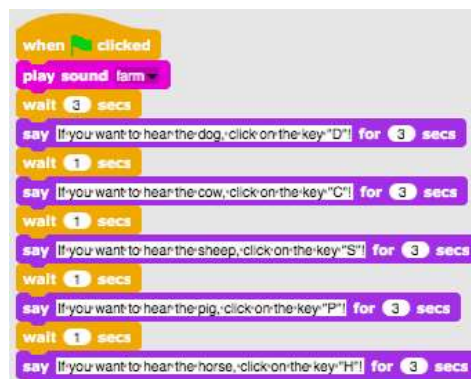 when clicked
play sound farm
wait 3 secs
say If you want to hear the dog, click on the key "D"! for 3 secs
wait 1 secs
say If you want to hear the cow, click on the key "C"! for 3 secs
wait 1 secs
say If you want to hear the sheep, click on the key "S"! for 3 secs
wait 1 secs
say If you want to hear the pig, click on the key "P"! for 3 secs
wait 1 secs
say If you want to hear the horse, click on the key "H"! for 3 secs